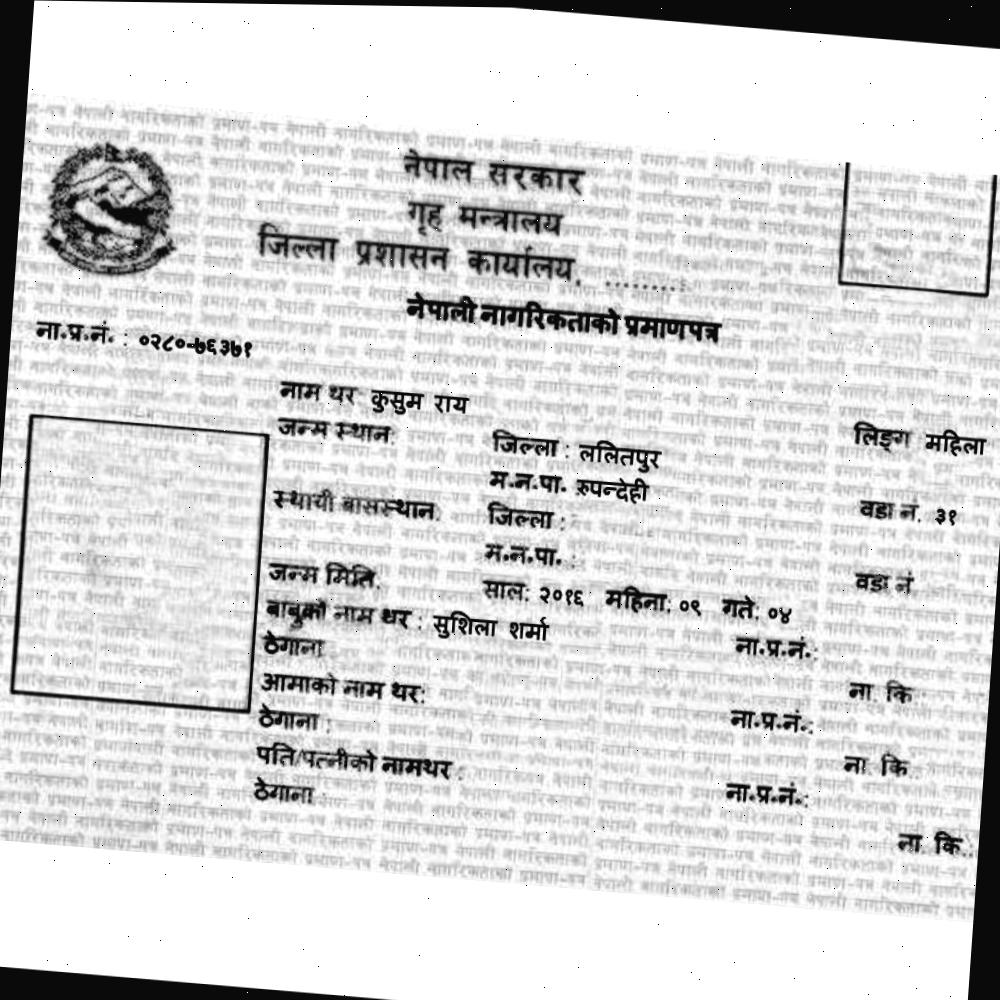 नेपाल सरकार
गृह मन्त्रालय
जिल्ला प्रशासन कार्यालय, .........
नेपाली नागरिकताको प्रमाणपत्र
ना.प्र.नं. : ०२८०-७६३७१
नाम थर कुसुम राय
लिङ्ग महिला
जन्म स्थान: जिल्ला : ललितपुर
म.न.पा. रुपन्देही वडा नं. ३१
स्थायी बासस्थान: जिल्ला :
म.न.पा. : वडा नं
जन्म मिति: साल: २०१६ महिना: ०९ गते: ०४
बाबुको नाम थर : सुशिला शर्मा ना.प्र.नं.:
ठेगाना ना. कि :
आमाको नाम थर: ना.प्र.नं.:
ठेगाना : ना. कि :
पति/पत्नीको नामथर : ना.प्र.नं.:
ठेगाना : ना. कि.: